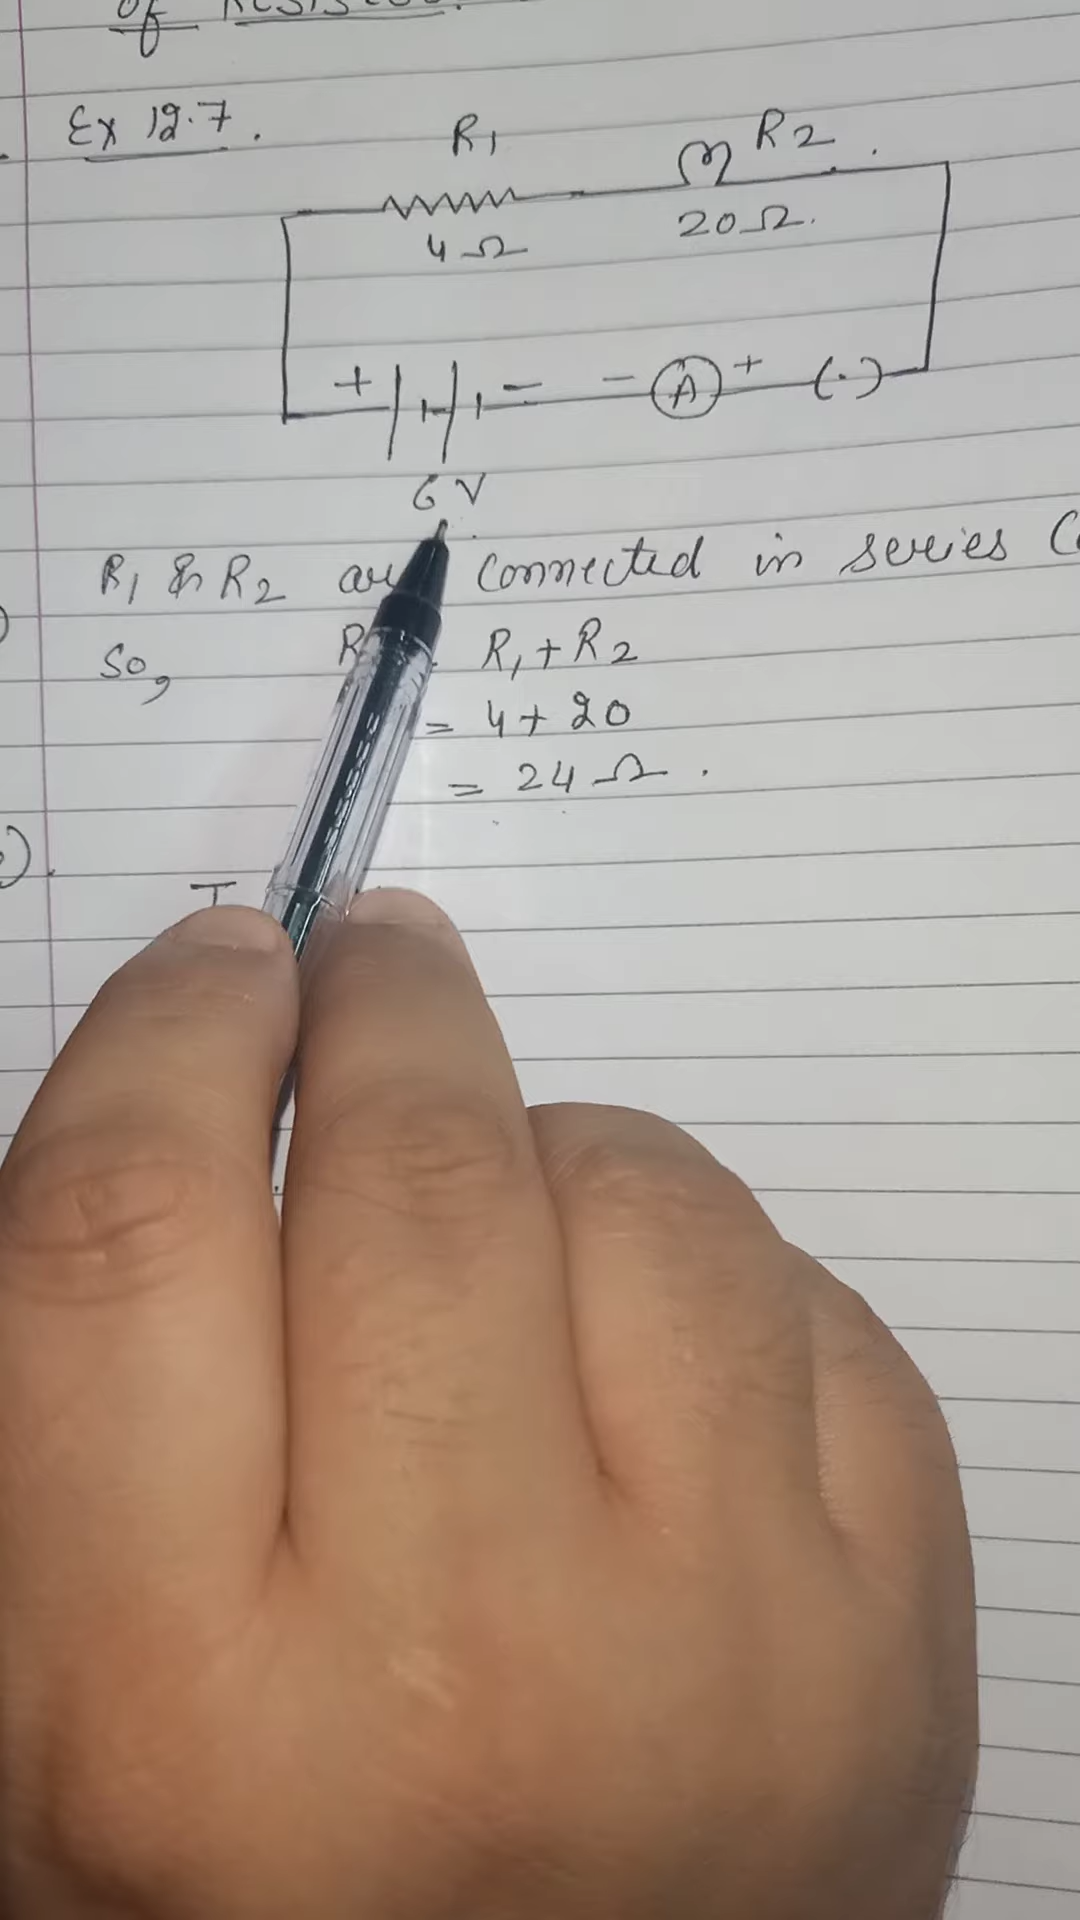 of
Ex 12.7.
R1
R2
4 Ω
20 Ω.
+ - - A + (.)
6 V
R1 & R2 connected in series
so, R R1 + R2
= 4 + 20
= 24 Ω.
I